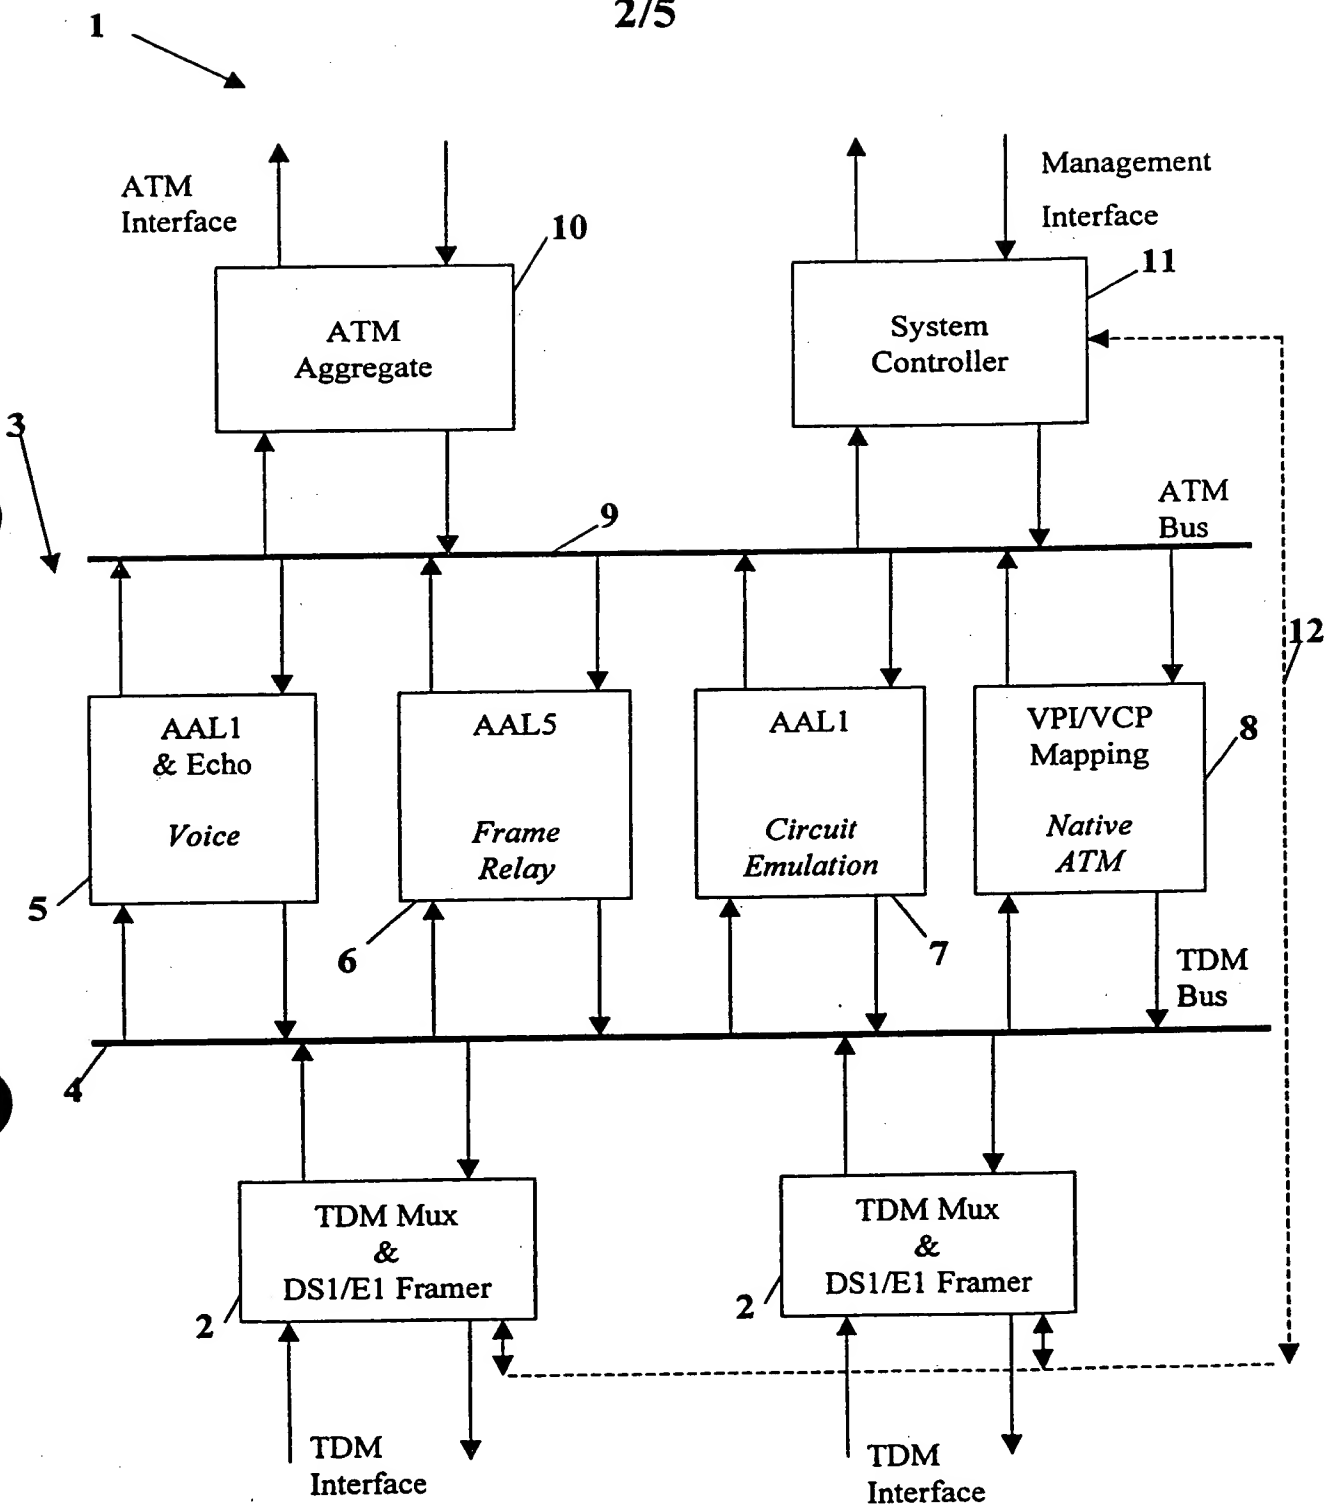 2/5
1
ATM
Interface
Management
Interface
10
11
ATM
Aggregate
System
Controller
3
9
ATM
Bus
12
AAL1
& Echo
Voice
AAL5
Frame
Relay
AAL1
Circuit
Emulation
VPI/VCP
Mapping
Native
ATM
8
5
6
7
TDM
Bus
4
TDM Mux
&
DS1/E1 Framer
TDM Mux
&
DS1/E1 Framer
2
2
TDM
Interface
TDM
Interface